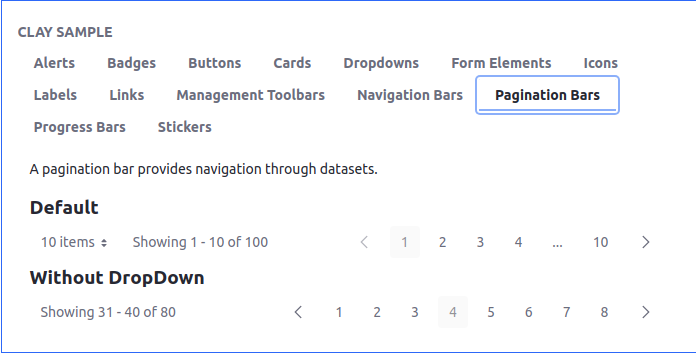 CLAY SAMPLE
Alerts Badges Buttons Cards Dropdowns Form Elements Icons
Labels Links Management Toolbars Navigation Bars Pagination Bars
Progress Bars Stickers
A pagination bar provides navigation through datasets.
Default
10 items Showing 1 - 10 of 100 1 2 3 4 ... 10
Without DropDown
Showing 31 - 40 of 80 1 2 3 4 5 6 7 8